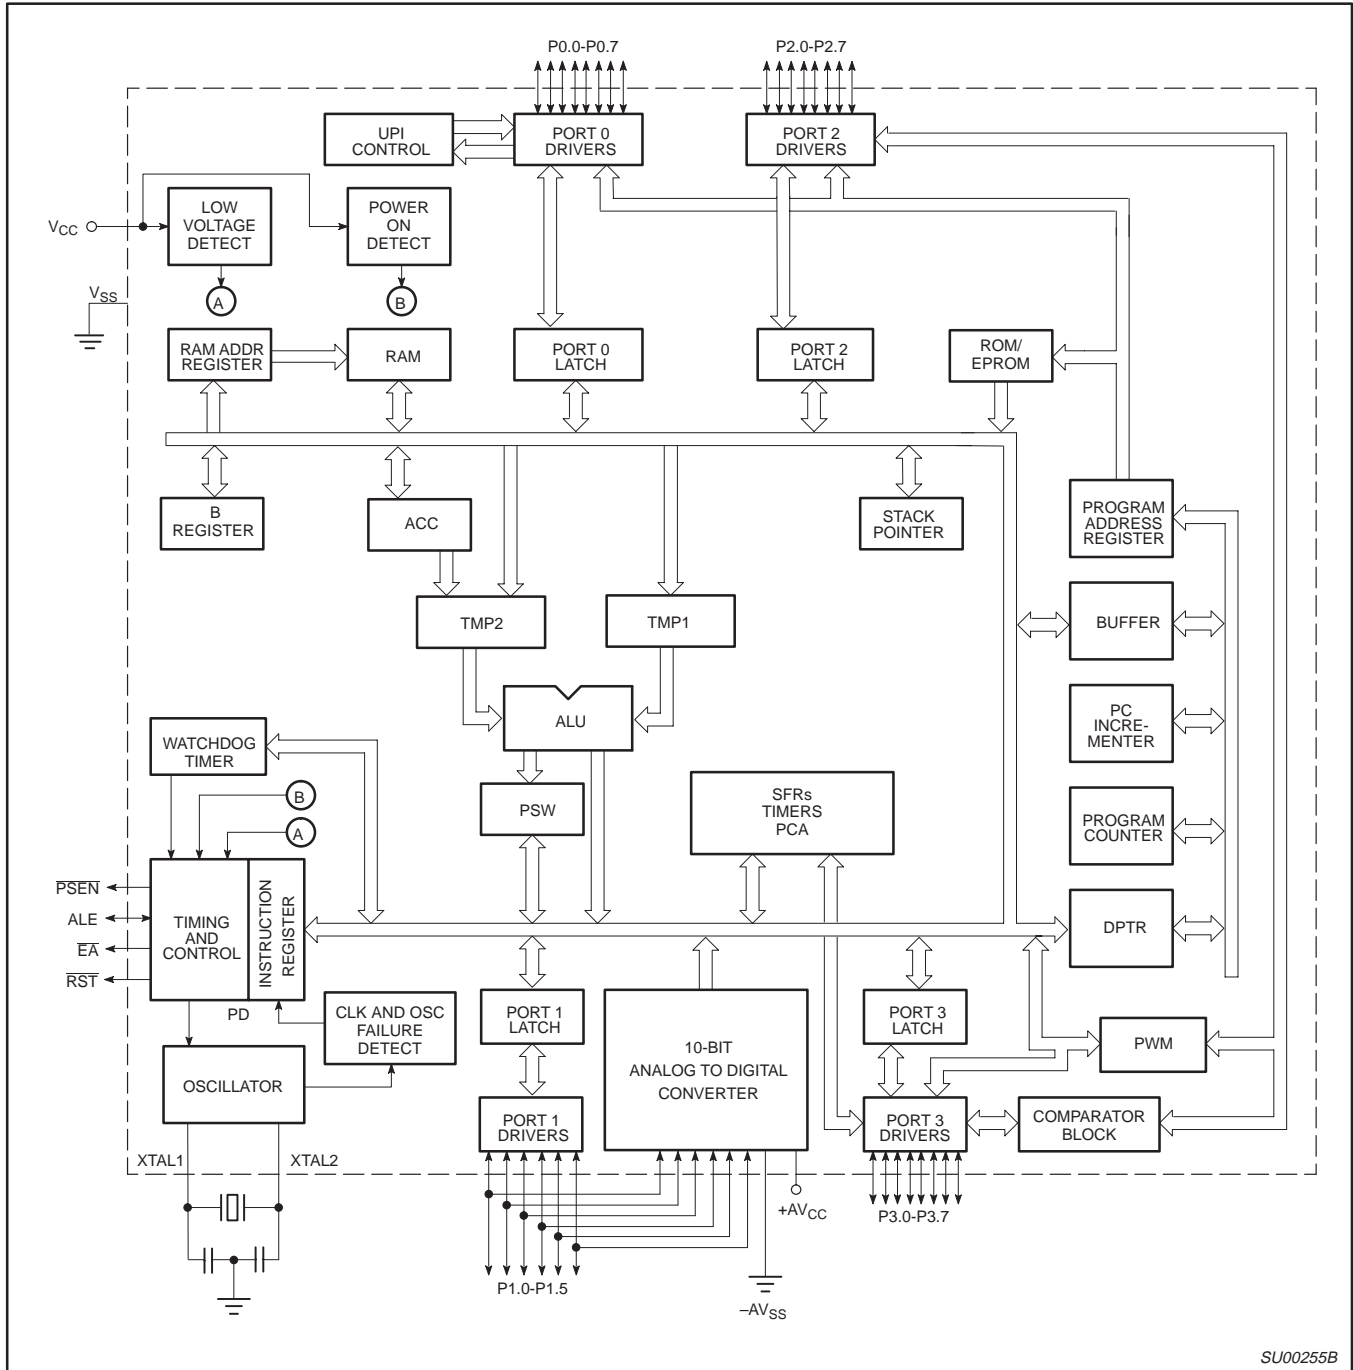 P0.0-P0.7
P2.0-P2.7
UPI
CONTROL
PORT 0
DRIVERS
PORT 2
DRIVERS
VCC
LOW
VOLTAGE
DETECT
POWER
ON
DETECT
VSS
A
B
RAM ADDR
REGISTER
RAM
PORT 0
LATCH
PORT 2
LATCH
ROM/
EPROM
B
REGISTER
ACC
STACK
POINTER
PROGRAM
ADDRESS
REGISTER
TMP2
TMP1
BUFFER
ALU
PC
INCRE-
MENTER
WATCHDOG
TIMER
B
A
PSW
SFRs
TIMERS
PCA
PROGRAM
COUNTER
PSEN
ALE
EA
RST
TIMING
AND
CONTROL
INSTRUCTION
REGISTER
DPTR
PD
CLK AND OSC
FAILURE
DETECT
PORT 1
LATCH
10-BIT
ANALOG TO DIGITAL
CONVERTER
PORT 3
LATCH
PWM
OSCILLATOR
PORT 1
DRIVERS
PORT 3
DRIVERS
COMPARATOR
BLOCK
XTAL1
XTAL2
+AVCC
P3.0-P3.7
P1.0-P1.5
–AVSS
SU00255B